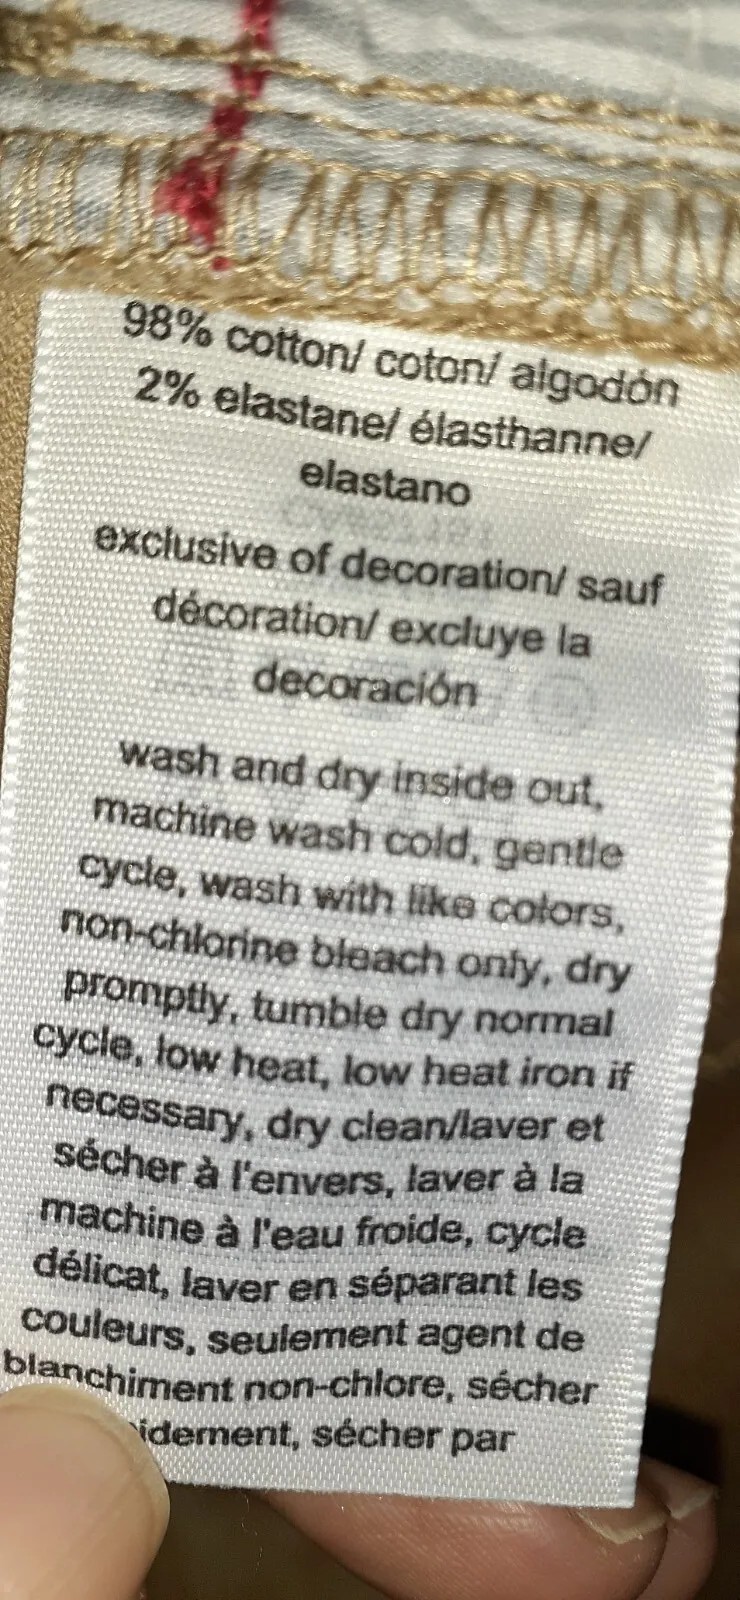 98% cotton/ coton/ algodón
2% elastane/ élasthanne/
elastano
exclusive of decoration/ sauf
décoration/ excluye la
decoración
wash and dry inside out,
machine wash cold, gentle
cycle, wash with like colors,
non-chlorine bleach only, dry
promptly, tumble dry normal
cycle, low heat, low heat iron if
necessary, dry clean/laver et
sécher à l'envers, laver à la
machine à l'eau froide, cycle
délicat, laver en séparant les
couleurs, seulement agent de
blanchiment non-chlore, sécher
idement, sécher par